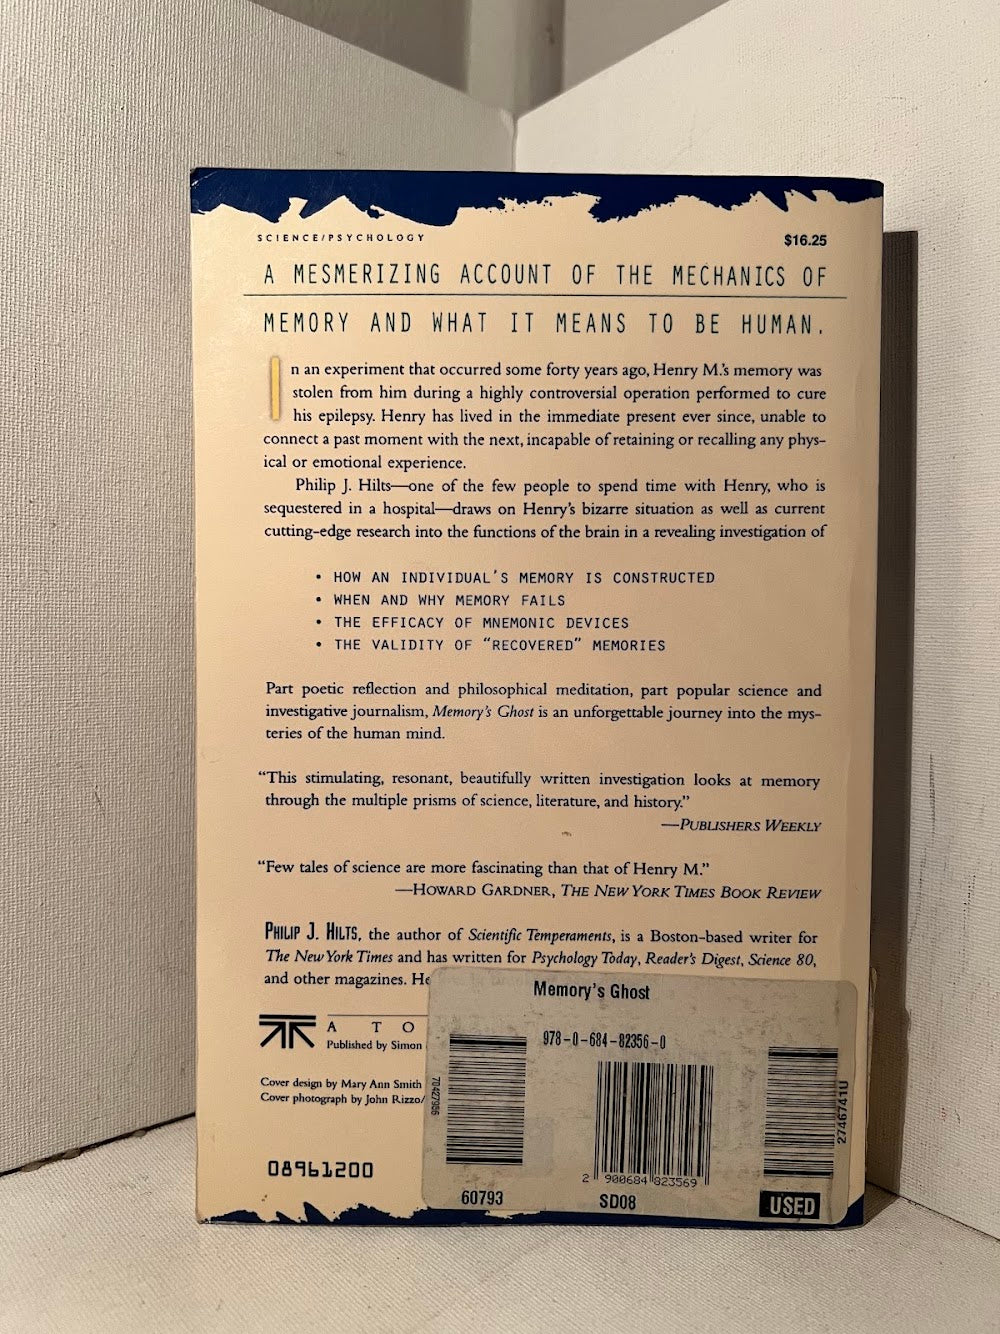 SCIENCE/PSYCHOLOGY
$16.25
A MESMERIZING ACCOUNT OF THE MECHANICS OF
MEMORY AND WHAT IT MEANS TO BE HUMAN.
In an experiment that occurred some forty years ago, Henry M.'s memory was
stolen from him during a highly controversial operation performed to cure
his epilepsy. Henry has lived in the immediate present ever since, unable to
connect a past moment with the next, incapable of retaining or recalling any phys-
ical or emotional experience.
Philip J. Hilts—one of the few people to spend time with Henry, who is
sequestered in a hospital—draws on Henry's bizarre situation as well as current
cutting-edge research into the functions of the brain in a revealing investigation of
• HOW AN INDIVIDUAL'S MEMORY IS CONSTRUCTED
• WHEN AND WHY MEMORY FAILS
• THE EFFICACY OF MNEMONIC DEVICES
• THE VALIDITY OF "RECOVERED" MEMORIES
Part poetic reflection and philosophical meditation, part popular science and
investigative journalism, Memory's Ghost is an unforgettable journey into the mys-
teries of the human mind.
"This stimulating, resonant, beautifully written investigation looks at memory
through the multiple prisms of science, literature, and history."
—PUBLISHERS WEEKLY
"Few tales of science are more fascinating than that of Henry M."
—HOWARD GARDNER, THE NEW YORK TIMES BOOK REVIEW
PHILIP J. HILTS, the author of Scientific Temperaments, is a Boston-based writer for
The New York Times and has written for Psychology Today, Reader's Digest, Science 80,
and other magazines. He
A TO
Published by Simon
Cover design by Mary Ann Smith
Cover photograph by John Rizzo/
08961200
Memory's Ghost
978-0-684-82356-0
70427956
2746741U
2 900684 823569
60793
SD08
USED